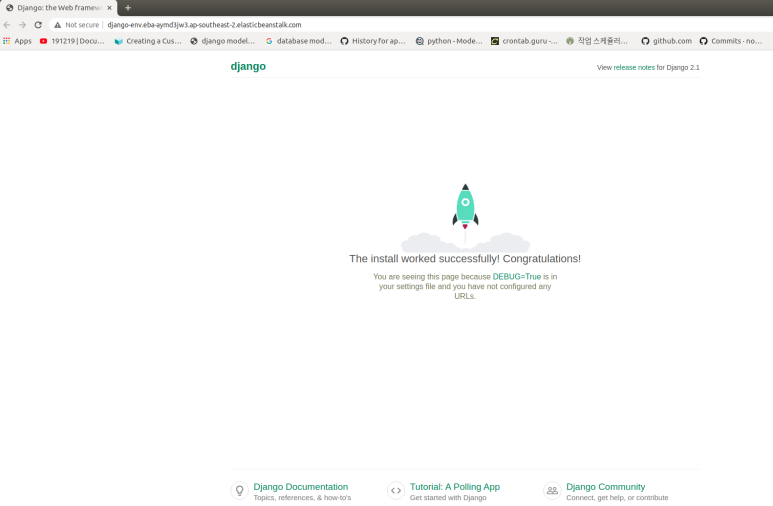 Django: the Web framew
Not secure | django-env.eba-aymd3jw3.ap-southeast-2.elasticbeanstalk.com
Apps 191219 | Docu... Creating a Cus... django model... database mod... History for ap... python - Mode... crontab.guru -... 작업 스케쥴러... github.com Commits · no...
django
View release notes for Django 2.1
The install worked successfully! Congratulations!
You are seeing this page because DEBUG=True is in
your settings file and you have not configured any
URLs.
Django Documentation
Topics, references, & how-to's
Tutorial: A Polling App
Get started with Django
Django Community
Connect, get help, or contribute